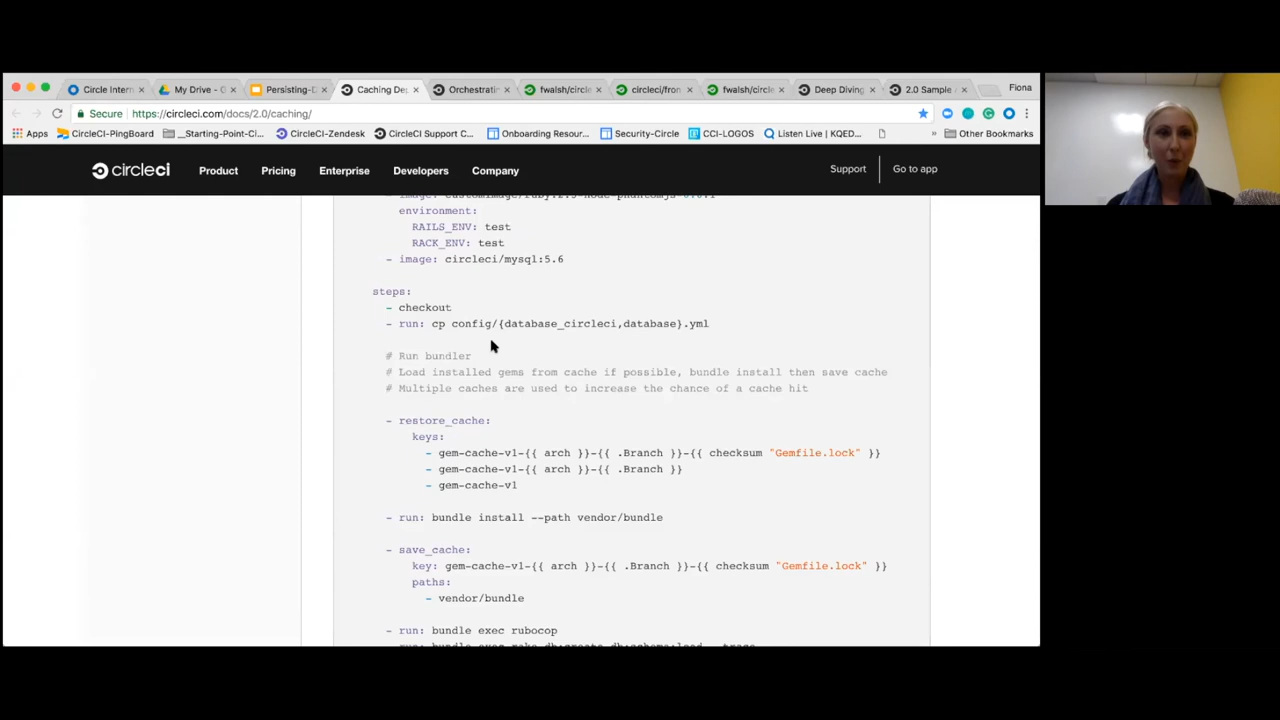 Circle Intern
My Drive - G
Persisting-D
Caching De
Orchestratin
fwalsh/circle
circleci/fron
fwalsh/circle
Deep Diving
2.0 Sample
Fiona
Secure
https://circleci.com/docs/2.0/caching/
Apps
CircleCI-PingBoard
__Starting-Point-Ci...
CircleCI-Zendesk
CircleCI Support C...
Onboarding Resour...
Security-Circle
CCI-LOGOS
Listen Live | KQED...
»
Other Bookmarks
circleci
Product
Pricing
Enterprise
Developers
Company
Support
Go to app
environment:
RAILS_ENV: test
RACK_ENV: test
- image: circleci/mysql:5.6
steps:
- checkout
- run: cp config/{database_circleci,database}.yml
# Run bundler
# Load installed gems from cache if possible, bundle install then save cache
# Multiple caches are used to increase the chance of a cache hit
- restore_cache:
keys:
- gem-cache-v1-{{ arch }}-{{ .Branch }}-{{ checksum "Gemfile.lock" }}
- gem-cache-v1-{{ arch }}-{{ .Branch }}
- gem-cache-v1
- run: bundle install --path vendor/bundle
- save_cache:
key: gem-cache-v1-{{ arch }}-{{ .Branch }}-{{ checksum "Gemfile.lock" }}
paths:
- vendor/bundle
- run: bundle exec rubocop